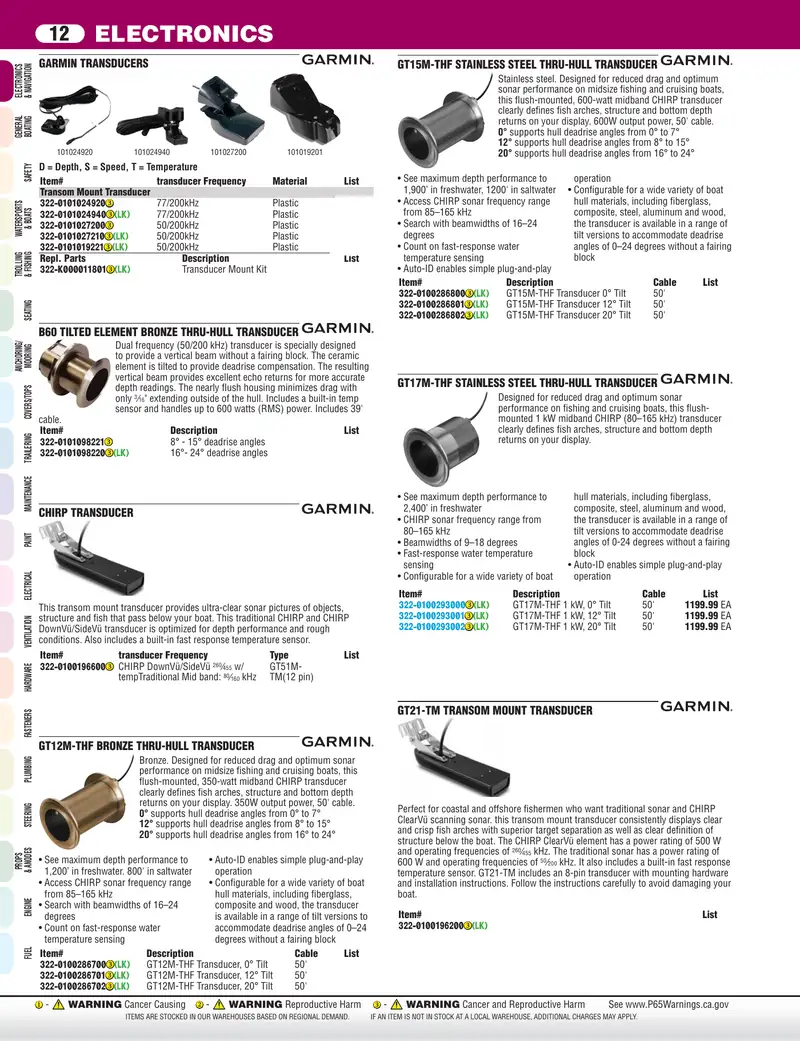 12 ELECTRONICS
ELECTRONICS
& NAVIGATION
GENERAL
BOATING
SAFETY
WATERSPORTS
& BOATS
TROLLING
& FISHING
SEATING
ANCHORING/
MOORING
COVERS/TOPS
TRAILERING
MAINTENANCE
PAINT
ELECTRICAL
VENTILATION
HARDWARE
FASTENERS
PLUMBING
STEERING
PROPS
& ANODES
ENGINE
FUEL
GARMIN TRANSDUCERS GARMIN.
101024920 101024940 101027200 101019201
D = Depth, S = Speed, T = Temperature
Item# transducer Frequency Material List
Transom Mount Transducer
322-0101024920③ 77/200kHz Plastic
322-0101024940③(LK) 77/200kHz Plastic
322-0101027200③ 50/200kHz Plastic
322-0101027210③(LK) 50/200kHz Plastic
322-0101019221③(LK) 50/200kHz Plastic
Repl. Parts Description List
322-K000011801③(LK) Transducer Mount Kit
B60 TILTED ELEMENT BRONZE THRU-HULL TRANSDUCER GARMIN.
Dual frequency (50/200 kHz) transducer is specially designed
to provide a vertical beam without a fairing block. The ceramic
element is tilted to provide deadrise compensation. The resulting
vertical beam provides excellent echo returns for more accurate
depth readings. The nearly flush housing minimizes drag with
only 3⁄16" extending outside of the hull. Includes a built-in temp
sensor and handles up to 600 watts (RMS) power. Includes 39'
cable.
Item# Description List
322-0101098221③ 8° - 15° deadrise angles
322-0101098220③(LK) 16°- 24° deadrise angles
CHIRP TRANSDUCER GARMIN.
This transom mount transducer provides ultra-clear sonar pictures of objects,
structure and fish that pass below your boat. This traditional CHIRP and CHIRP
DownVü/SideVü transducer is optimized for depth performance and rough
conditions. Also includes a built-in fast response temperature sensor.
Item# transducer Frequency Type List
322-0100196600③ CHIRP DownVü/SideVü 260⁄455 w/ GT51M-
tempTraditional Mid band: 80⁄160 kHz TM(12 pin)
GT12M-THF BRONZE THRU-HULL TRANSDUCER GARMIN.
Bronze. Designed for reduced drag and optimum sonar
performance on midsize fishing and cruising boats, this
flush-mounted, 350-watt midband CHIRP transducer
clearly defines fish arches, structure and bottom depth
returns on your display. 350W output power, 50' cable.
0° supports hull deadrise angles from 0° to 7°
12° supports hull deadrise angles from 8° to 15°
20° supports hull deadrise angles from 16° to 24°
• See maximum depth performance to
1,200' in freshwater. 800' in saltwater
• Access CHIRP sonar frequency range
from 85–165 kHz
• Search with beamwidths of 16–24
degrees
• Count on fast-response water
temperature sensing
• Auto-ID enables simple plug-and-play
operation
• Configurable for a wide variety of boat
hull materials, including fiberglass,
composite and wood, the transducer
is available in a range of tilt versions to
accommodate deadrise angles of 0–24
degrees without a fairing block
Item# Description Cable List
322-0100286700③(LK) GT12M-THF Transducer, 0° Tilt 50'
322-0100286701③(LK) GT12M-THF Transducer, 12° Tilt 50'
322-0100286702③(LK) GT12M-THF Transducer, 20° Tilt 50'
GT15M-THF STAINLESS STEEL THRU-HULL TRANSDUCER GARMIN.
Stainless steel. Designed for reduced drag and optimum
sonar performance on midsize fishing and cruising boats,
this flush-mounted, 600-watt midband CHIRP transducer
clearly defines fish arches, structure and bottom depth
returns on your display, 600W output power, 50' cable.
0° supports hull deadrise angles from 0° to 7°
12° supports hull deadrise angles from 8° to 15°
20° supports hull deadrise angles from 16° to 24°
• See maximum depth performance to
1,900' in freshwater, 1200' in saltwater
• Access CHIRP sonar frequency range
from 85–165 kHz
• Search with beamwidths of 16–24
degrees
• Count on fast-response water
temperature sensing
• Auto-ID enables simple plug-and-play
operation
• Configurable for a wide variety of boat
hull materials, including fiberglass,
composite, steel, aluminum and wood,
the transducer is available in a range of
tilt versions to accommodate deadrise
angles of 0–24 degrees without a fairing
block
Item# Description Cable List
322-0100286800③(LK) GT15M-THF Transducer 0° Tilt 50'
322-0100286801③(LK) GT15M-THF Transducer 12° Tilt 50'
322-0100286802③(LK) GT15M-THF Transducer 20° Tilt 50'
GT17M-THF STAINLESS STEEL THRU-HULL TRANSDUCER GARMIN.
Designed for reduced drag and optimum sonar
performance on fishing and cruising boats, this flush-
mounted 1 kW midband CHIRP (80–165 kHz) transducer
clearly defines fish arches, structure and bottom depth
returns on your display.
• See maximum depth performance to
2,400' in freshwater
• CHIRP sonar frequency range from
80–165 kHz
• Beamwidths of 9–18 degrees
• Fast-response water temperature
sensing
• Configurable for a wide variety of boat
hull materials, including fiberglass,
composite, steel, aluminum and wood,
the transducer is available in a range of
tilt versions to accommodate deadrise
angles of 0-24 degrees without a fairing
block
• Auto-ID enables simple plug-and-play
operation
Item# Description Cable List
322-0100293000③(LK) GT17M-THF 1 kW, 0° Tilt 50' 1199.99 EA
322-0100293001③(LK) GT17M-THF 1 kW, 12° Tilt 50' 1199.99 EA
322-0100293002③(LK) GT17M-THF 1 kW, 20° Tilt 50' 1199.99 EA
GT21-TM TRANSOM MOUNT TRANSDUCER GARMIN.
Perfect for coastal and offshore fishermen who want traditional sonar and CHIRP
ClearVü scanning sonar. this transom mount transducer consistently displays clear
and crisp fish arches with superior target separation as well as clear definition of
structure below the boat. The CHIRP ClearVü element has a power rating of 500 W
and operating frequencies of 260⁄455 kHz. The traditional sonar has a power rating of
600 W and operating frequencies of 50⁄200 kHz. It also includes a built-in fast response
temperature sensor. GT21-TM includes an 8-pin transducer with mounting hardware
and installation instructions. Follow the instructions carefully to avoid damaging your
boat.
Item# List
322-0100196200③(LK)
① - ⚠ WARNING Cancer Causing ② - ⚠ WARNING Reproductive Harm ③ - ⚠ WARNING Cancer and Reproductive Harm See www.P65Warnings.ca.gov
ITEMS ARE STOCKED IN OUR WAREHOUSES BASED ON REGIONAL DEMAND. IF AN ITEM IS NOT IN STOCK AT A LOCAL WAREHOUSE, ADDITIONAL CHARGES MAY APPLY.